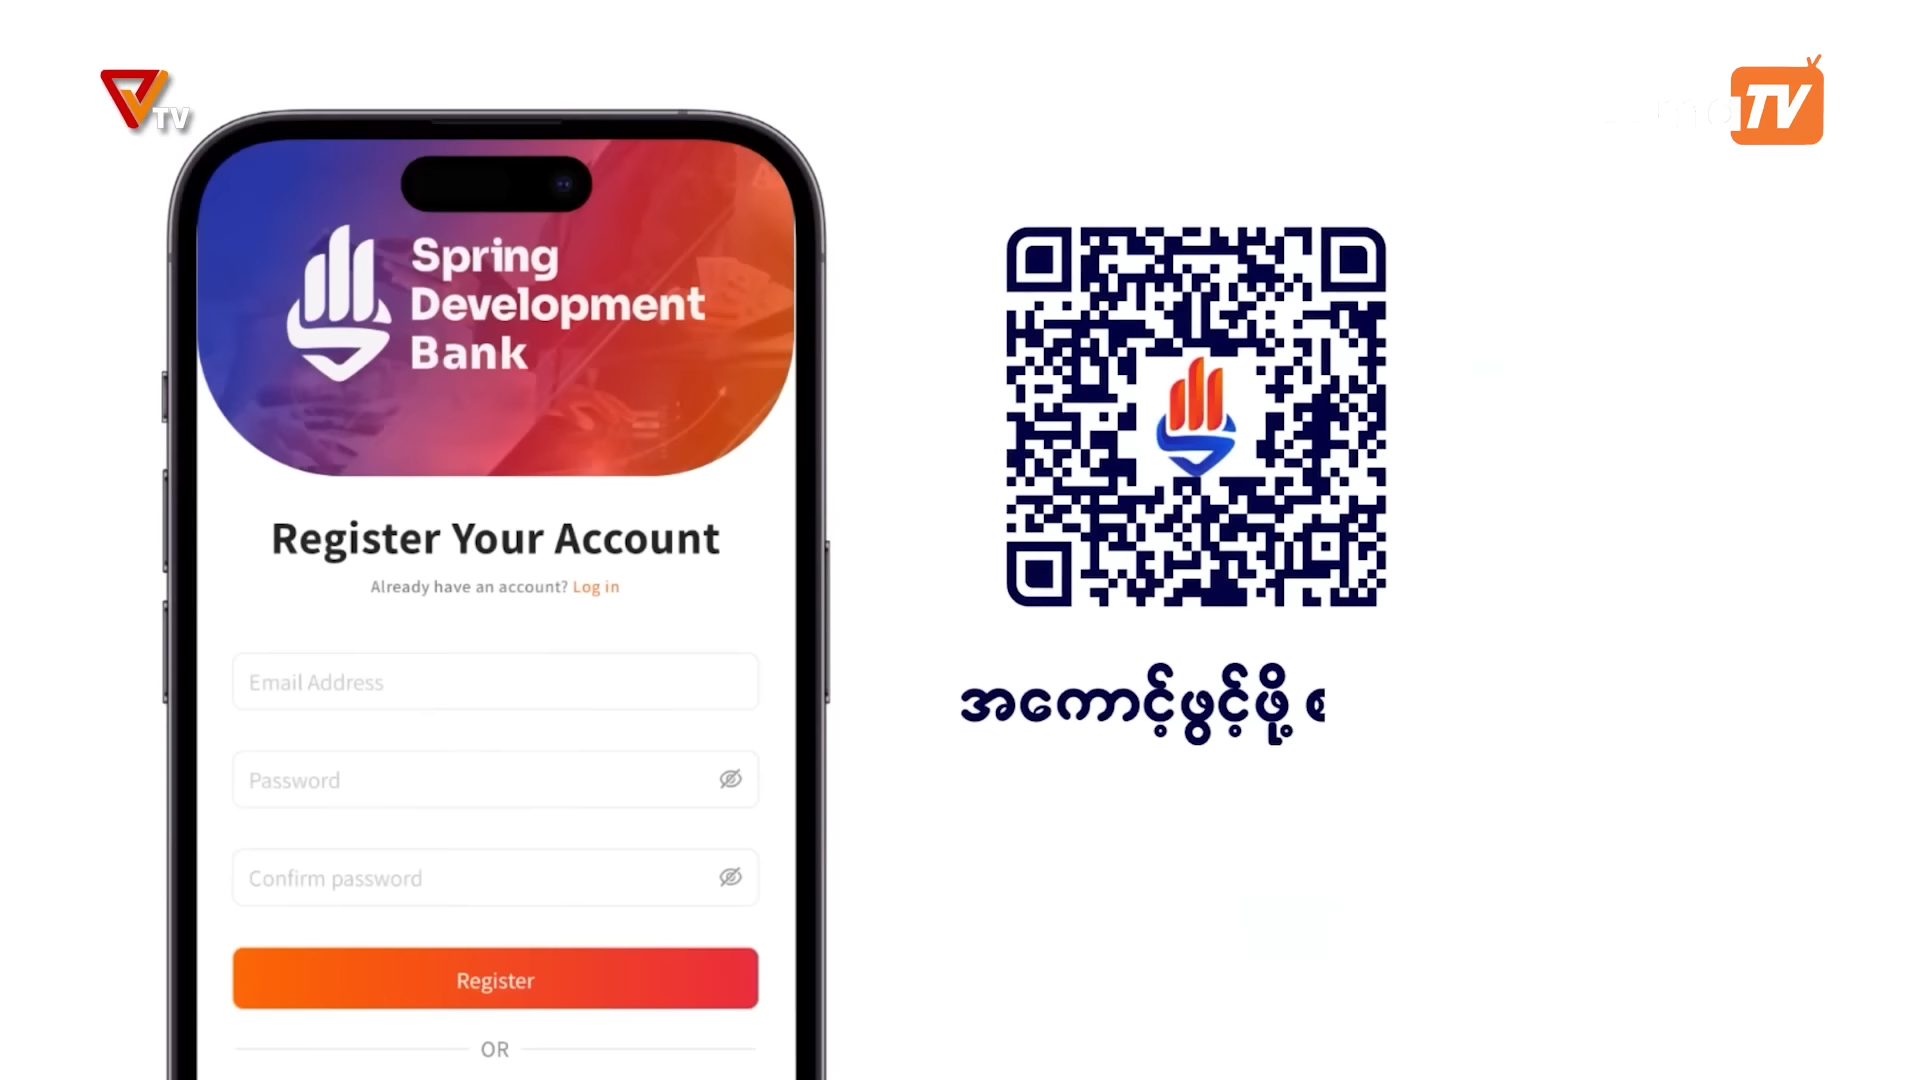 TV
maTV
Spring
Development
Bank
Register Your Account
Already have an account? Log in
Email Address
Password
Confirm password
Register
OR
အကောင့်ဖွင့်ဖို့